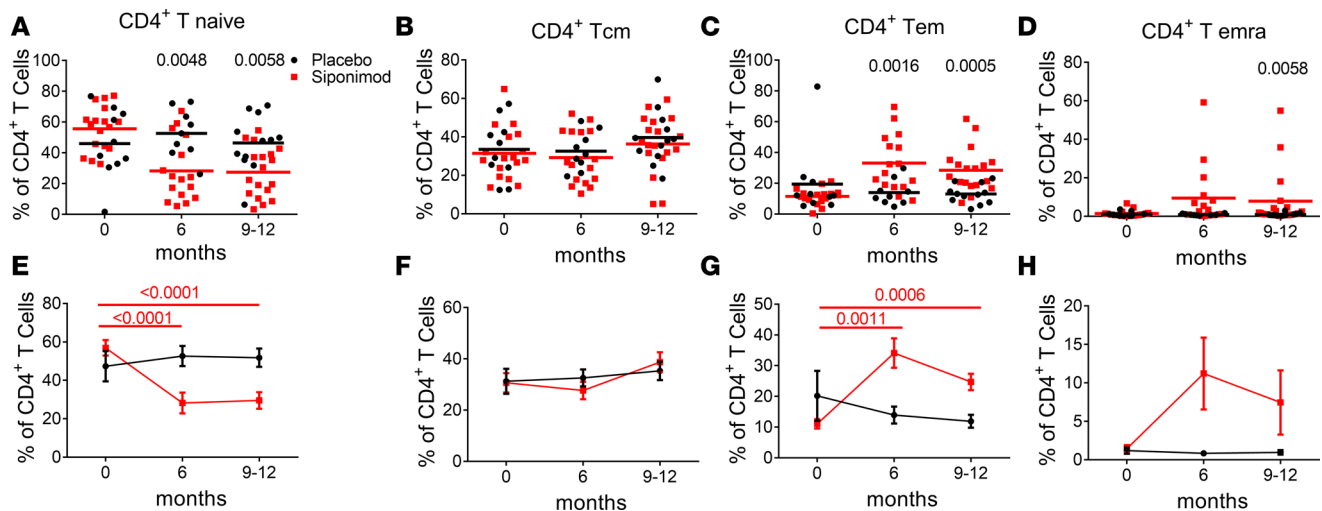 A
CD4+ T naive
% of CD4+ T Cells
100
80
60
40
20
0
0.0048
0.0058
Placebo
Siponimod
0
6
9-12
months
B
CD4+ Tcm
% of CD4+ T Cells
80
60
40
20
0
0
6
9-12
months
C
CD4+ Tem
% of CD4+ T Cells
100
80
60
40
20
0
0.0016
0.0005
0
6
9-12
months
D
CD4+ T emra
% of CD4+ T Cells
80
60
40
20
0
0.0058
0
6
9-12
months
E
% of CD4+ T Cells
80
60
40
20
0
<0.0001
<0.0001
0
6
9-12
months
F
% of CD4+ T Cells
60
40
20
0
0
6
9-12
months
G
% of CD4+ T Cells
50
40
30
20
10
0
0.0006
0.0011
0
6
9-12
months
H
% of CD4+ T Cells
20
15
10
5
0
0
6
9-12
months